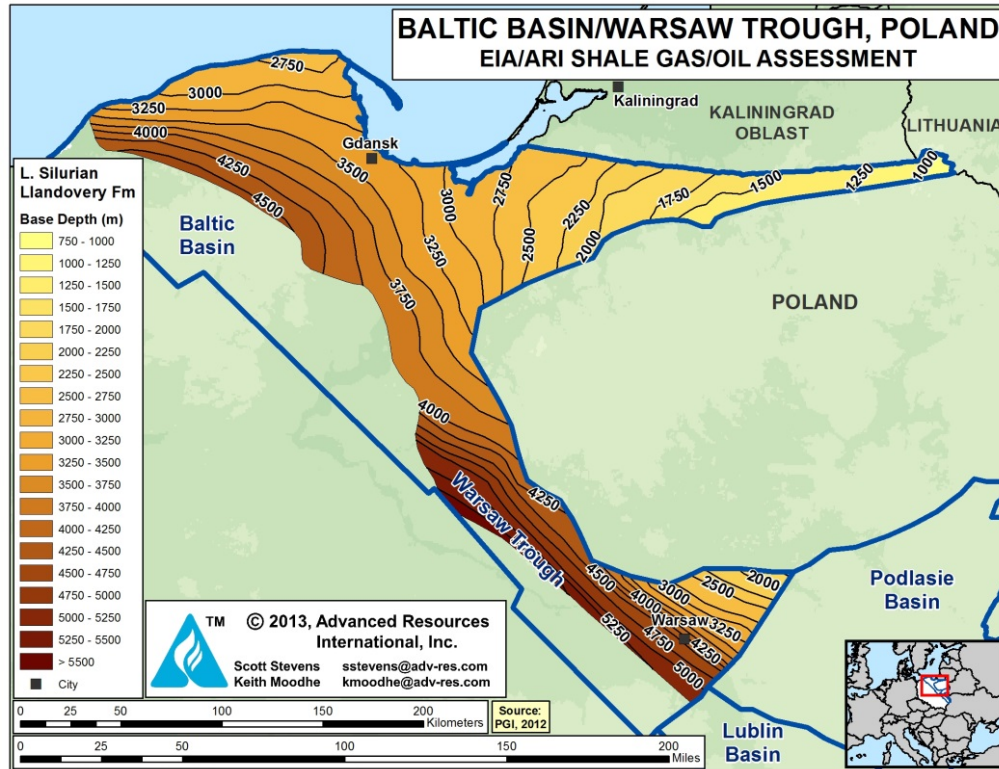 BALTIC BASIN/WARSAW TROUGH, POLAND
EIA/ARI SHALE GAS/OIL ASSESSMENT
2750
3000
3250
4000
4250
4500
Gdansk
3500
Kaliningrad
KALININGRAD
OBLAST
LITHUANIA
3000
2750
2500
2250
2000
1750
1500
1250
1000
3250
3750
4000
4250
Baltic
Basin
POLAND
L. Silurian
Llandovery Fm
Base Depth (m)
750 - 1000
1000 - 1250
1250 - 1500
1500 - 1750
1750 - 2000
2000 - 2250
2250 - 2500
2500 - 2750
2750 - 3000
3000 - 3250
3250 - 3500
3500 - 3750
3750 - 4000
4000 - 4250
4250 - 4500
4500 - 4750
4750 - 5000
5000 - 5250
5250 - 5500
> 5500
City
Warsaw Trough
4500
4000
3000
2500
2000
3250
Warsaw
4250
4750
5250
5000
Podlasie
Basin
Lublin
Basin
TM
© 2013, Advanced Resources
International, Inc.
Scott Stevens sstevens@adv-res.com
Keith Moodhe kmoodhe@adv-res.com
0 25 50 100 150 200
Kilometers
Source:
PGI, 2012
0 25 50 100 150 200
Miles